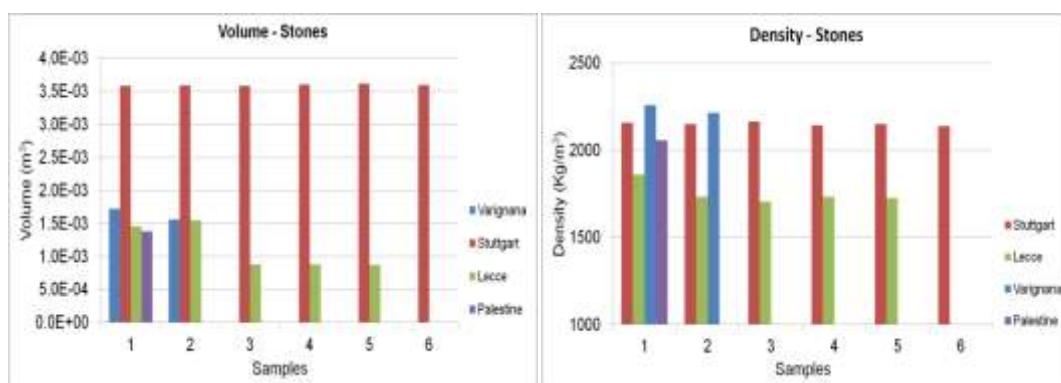 Volume - Stones
4.0E-03
3.5E-03
3.0E-03
2.5E-03
2.0E-03
1.5E-03
1.0E-03
5.0E-04
0.0E+00
Volume (m³)
1 2 3 4 5 6
Samples
Varignana
Stuttgart
Lecce
Palestine
Density - Stones
2500
2000
1500
1000
Density (Kg/m³)
1 2 3 4 5 6
Samples
Stuttgart
Lecce
Varignana
Palestine